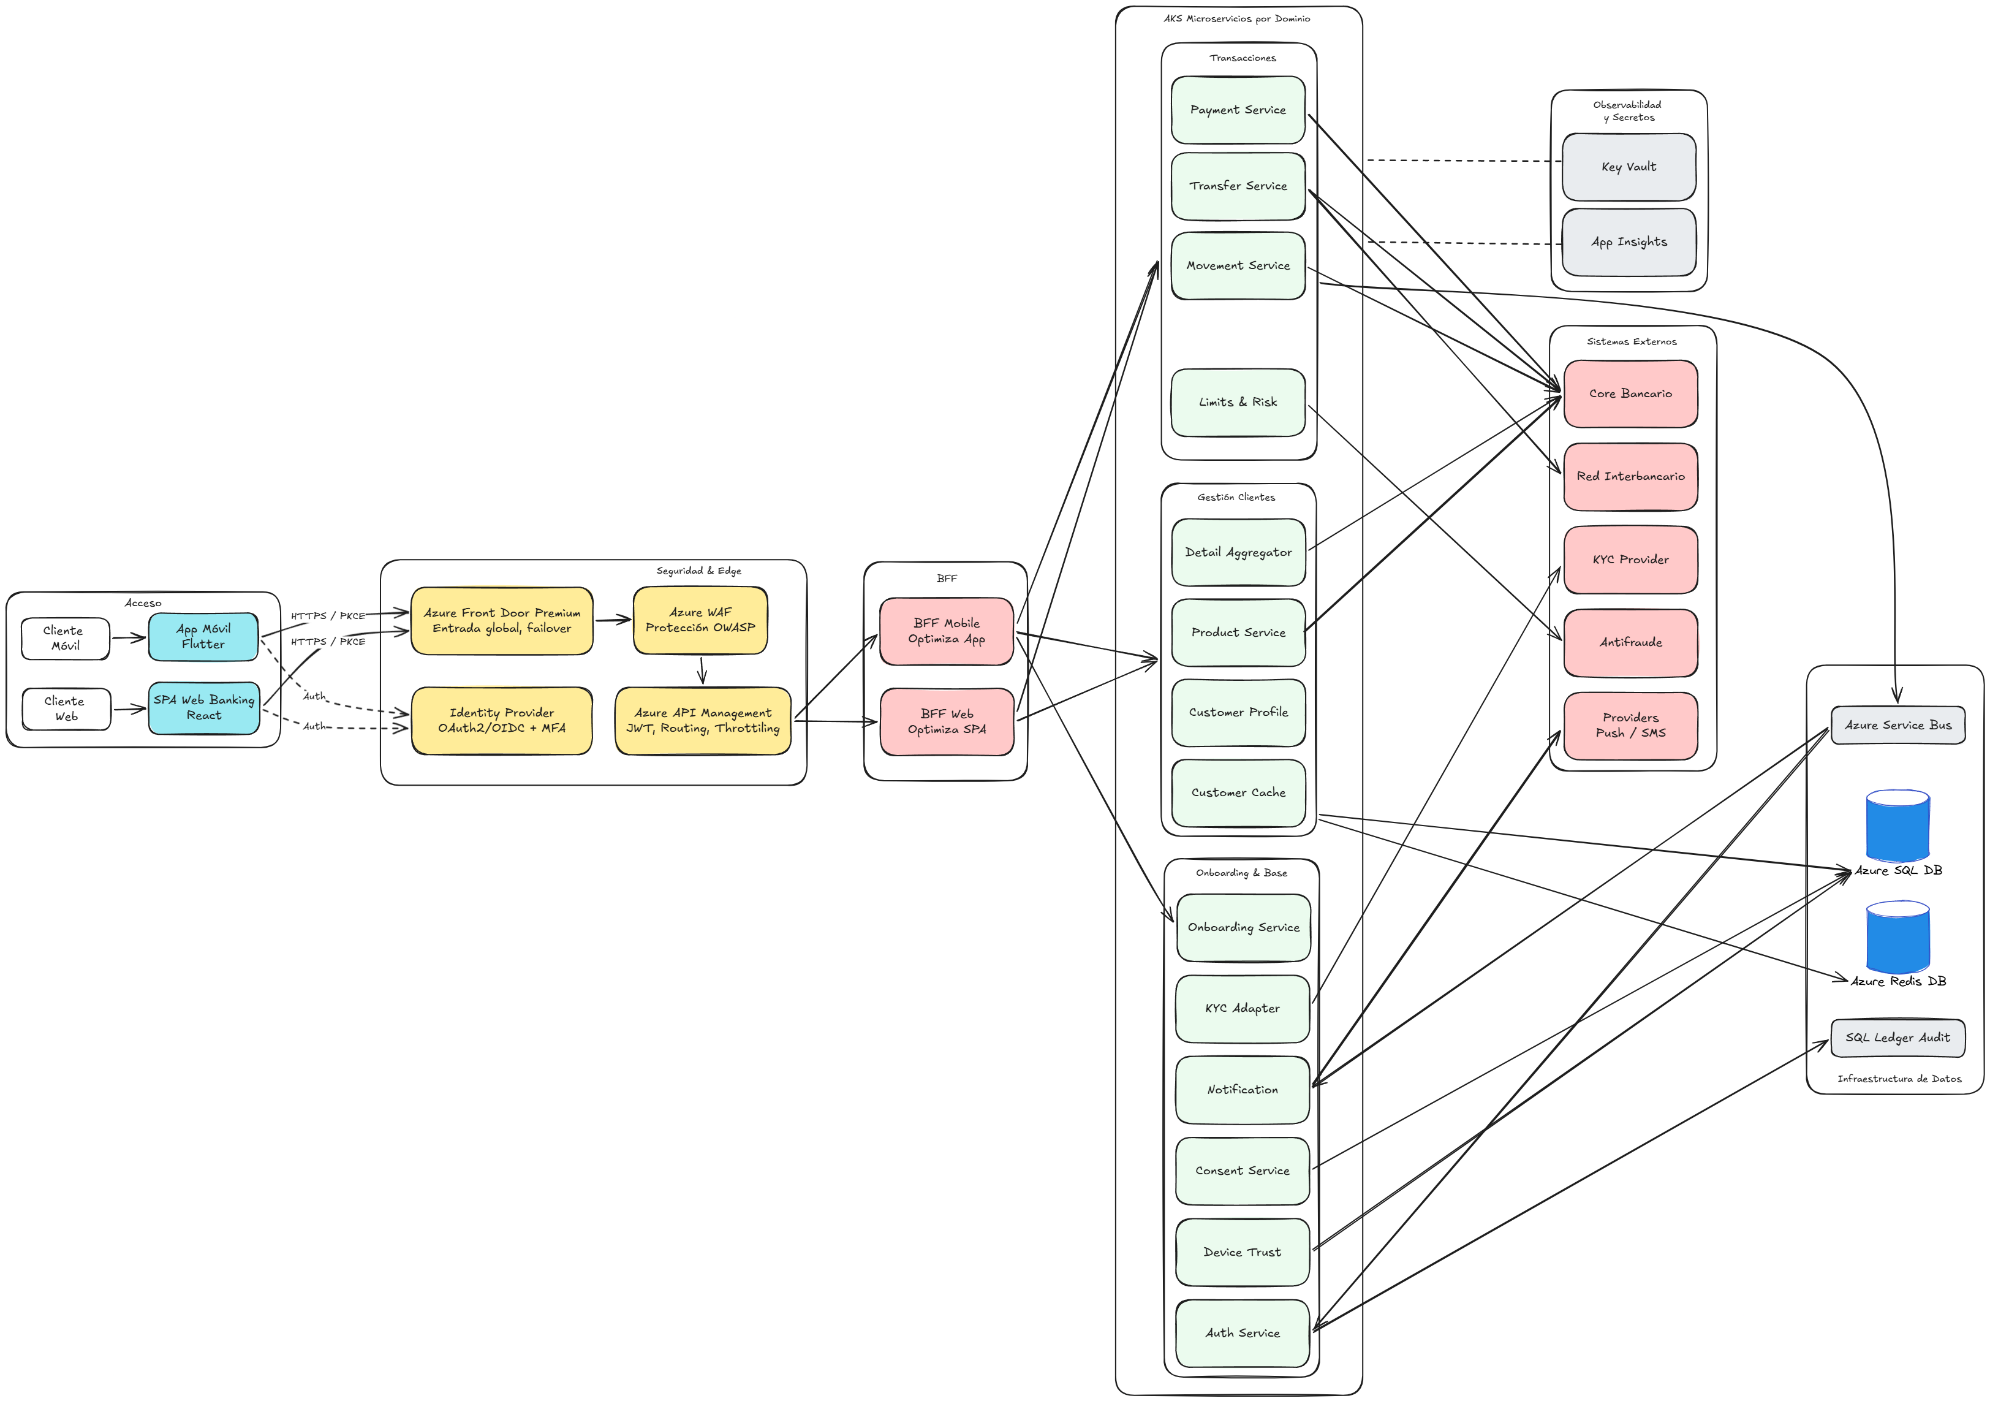 Acceso
Cliente
Móvil
App Móvil
Flutter
Cliente
Web
SPA Web Banking
React
HTTPS / PKCE
HTTPS / PKCE
Auth
Auth
Seguridad & Edge
Azure Front Door Premium
Entrada global, failover
Azure WAF
Protección OWASP
Identity Provider
OAuth2/OIDC + MFA
Azure API Management
JWT, Routing, Throttiling
BFF
BFF Mobile
Optimiza App
BFF Web
Optimiza SPA
AKS Microservicios por Dominio
Transacciones
Payment Service
Transfer Service
Movement Service
Limits & Risk
Gestión Clientes
Detail Aggregator
Product Service
Customer Profile
Customer Cache
Onboarding & Base
Onboarding Service
KYC Adapter
Notification
Consent Service
Device Trust
Auth Service
Observabilidad
y Secretos
Key Vault
App Insights
Sistemas Externos
Core Bancario
Red Interbancario
KYC Provider
Antifraude
Providers
Push / SMS
Azure Service Bus
Azure SQL DB
Azure Redis DB
SQL Ledger Audit
Infraestructura de Datos